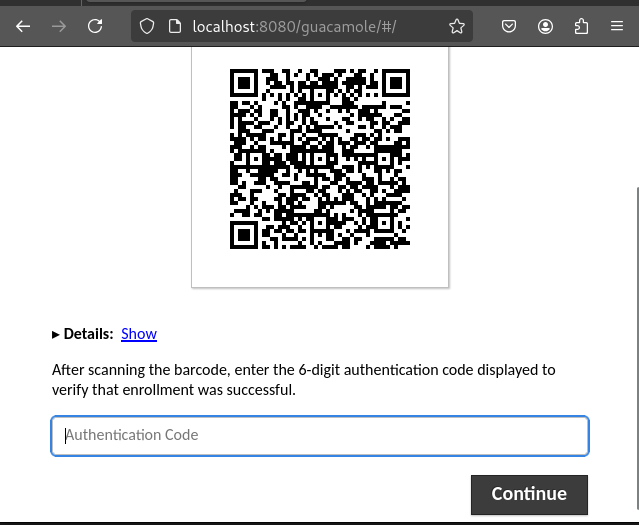 localhost:8080/guacamole/#/
▸ Details: Show
After scanning the barcode, enter the 6-digit authentication code displayed to
verify that enrollment was successful.
Authentication Code
Continue